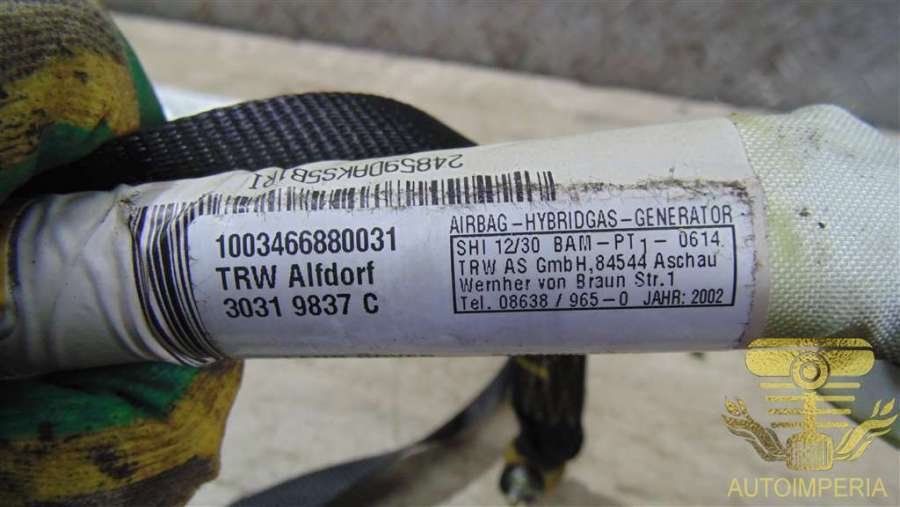 24859DAKS5B1RI
1003466880031
TRW Alfdorf
3031 9837 C
AIRBAG-HYBRIDGAS-GENERATOR
SHI 12/30 BAM-PT1-0614
TRW AS GmbH, 84544 Aschau
Wernher von Braun Str.1
Tel. 08638 / 965-0 JAHR: 2002
AUTOIMPERIA